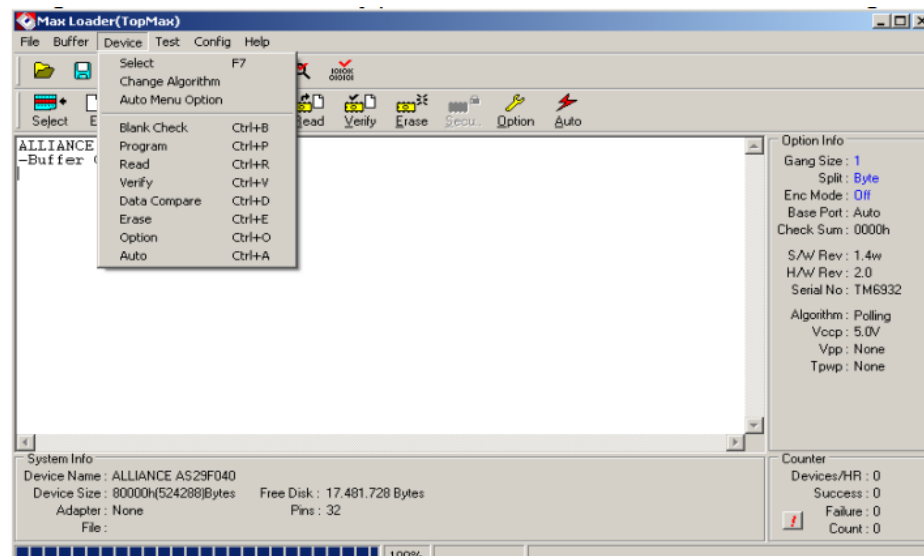 Max Loader(TopMax)
File Buffer Device Test Config Help
Select F7
Change Algorithm
Auto Menu Option
Blank Check Ctrl+B
Program Ctrl+P
Read Ctrl+R
Verify Ctrl+V
Data Compare Ctrl+D
Erase Ctrl+E
Option Ctrl+O
Auto Ctrl+A
Select E Read Verify Erase Secu.. Option Auto
ALLIANCE
-Buffer
Option Info
Gang Size : 1
Split : Byte
Enc Mode : Off
Base Port : Auto
Check Sum : 0000h
S/W Rev : 1.4w
H/W Rev : 2.0
Serial No : TM6932
Algorithm : Polling
Vccp : 5.0V
Vpp : None
Tpwp : None
System Info
Device Name : ALLIANCE AS29F040
Device Size : 80000h(524288)Bytes Free Disk : 17.481.728 Bytes
Adapter : None Pins : 32
File :
Counter
Devices/HR : 0
Success : 0
Failure : 0
Count : 0
100%